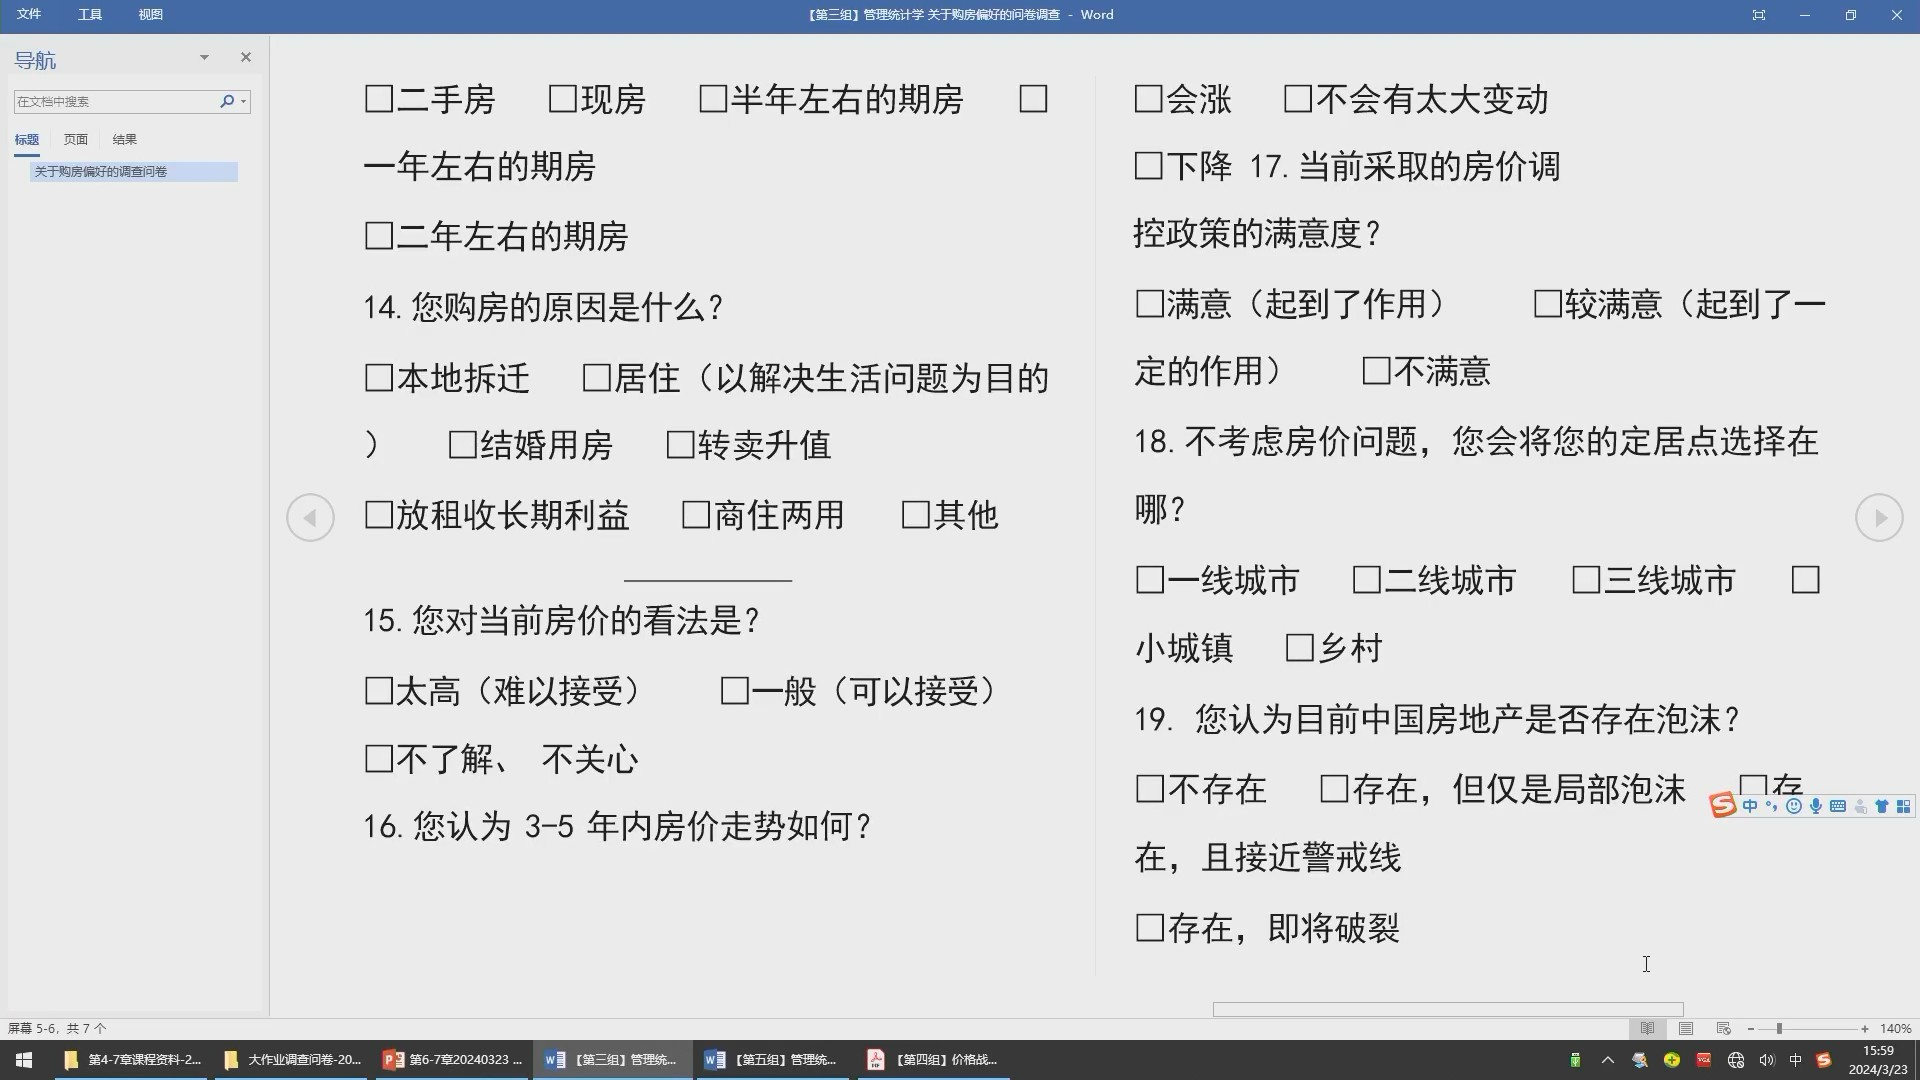 文件 工具 视图
【第三组】管理统计学 关于购房偏好的问卷调查 - Word
导航
在文档中搜索
标题 页面 结果
关于购房偏好的调查问卷
□二手房 □现房 □半年左右的期房 □
一年左右的期房
□二年左右的期房
14.您购房的原因是什么？
□本地拆迁 □居住（以解决生活问题为目的
） □结婚用房 □转卖升值
□放租收长期利益 □商住两用 □其他
15.您对当前房价的看法是？
□太高（难以接受） □一般（可以接受）
□不了解、 不关心
16.您认为 3-5 年内房价走势如何？
□会涨 □不会有太大变动
□下降 17.当前采取的房价调
控政策的满意度？
□满意（起到了作用） □较满意（起到了一
定的作用） □不满意
18.不考虑房价问题，您会将您的定居点选择在
哪？
□一线城市 □二线城市 □三线城市 □
小城镇 □乡村
19. 您认为目前中国房地产是否存在泡沫？
□不存在 □存在，但仅是局部泡沫 □存
在，且接近警戒线
□存在，即将破裂
中
屏幕 5-6，共 7 个
140%
第4-7章课程资料-2... 大作业调查问卷-20... 第6-7章20240323 ... 【第三组】管理统... 【第五组】管理统... 【第四组】价格战...
中
15:59
2024/3/23